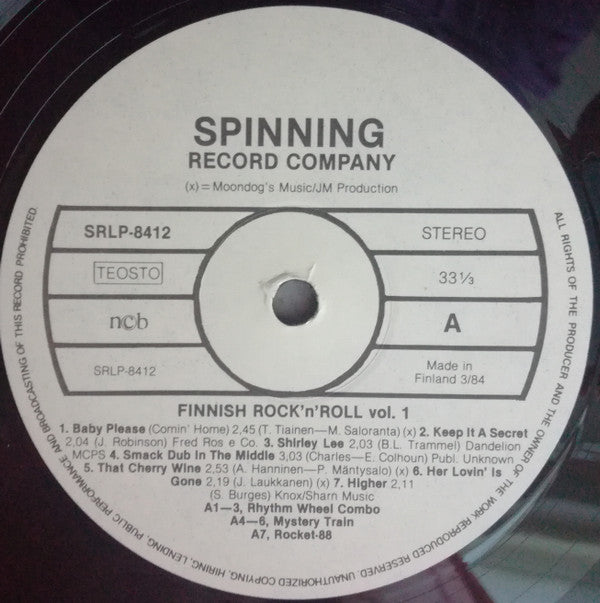 SPINNING
RECORD COMPANY
(x) = Moondog's Music/JM Production
SRLP-8412
STEREO
TEOSTO
33 1/3
ncb
A
SRLP-8412
Made in
Finland 3/84
FINNISH ROCK'n'ROLL vol. 1
1. Baby Please (Comin' Home) 2,45 (T. Tiainen—M. Saloranta) (x) 2. Keep It A Secret
2,04 (J. Robinson) Fred Ros e Co. 3. Shirley Lee 2,03 (B.L. Trammel) Dandelion
MCPS 4. Smack Dub In The Middle 3,03 (Charles—E. Colhoun) Publ. Unknown
5. That Cherry Wine 2,53 (A. Hanninen—P. Mäntysalo) (x) 6. Her Lovin' Is
Gone 2,19 (J. Laukkanen) (x) 7. Higher 2,11
(S. Burges) Knox/Sharn Music
A1—3, Rhythm Wheel Combo
A4—6, Mystery Train
A7, Rocket-88
ALL RIGHTS OF THE PRODUCER AND THE OWNER OF THE WORK REPRODUCED RESERVED. UNAUTHORIZED COPYING, HIRING, LENDING, PUBLIC PERFORMANCE AND BROADCASTING OF THIS RECORD PROHIBITED.